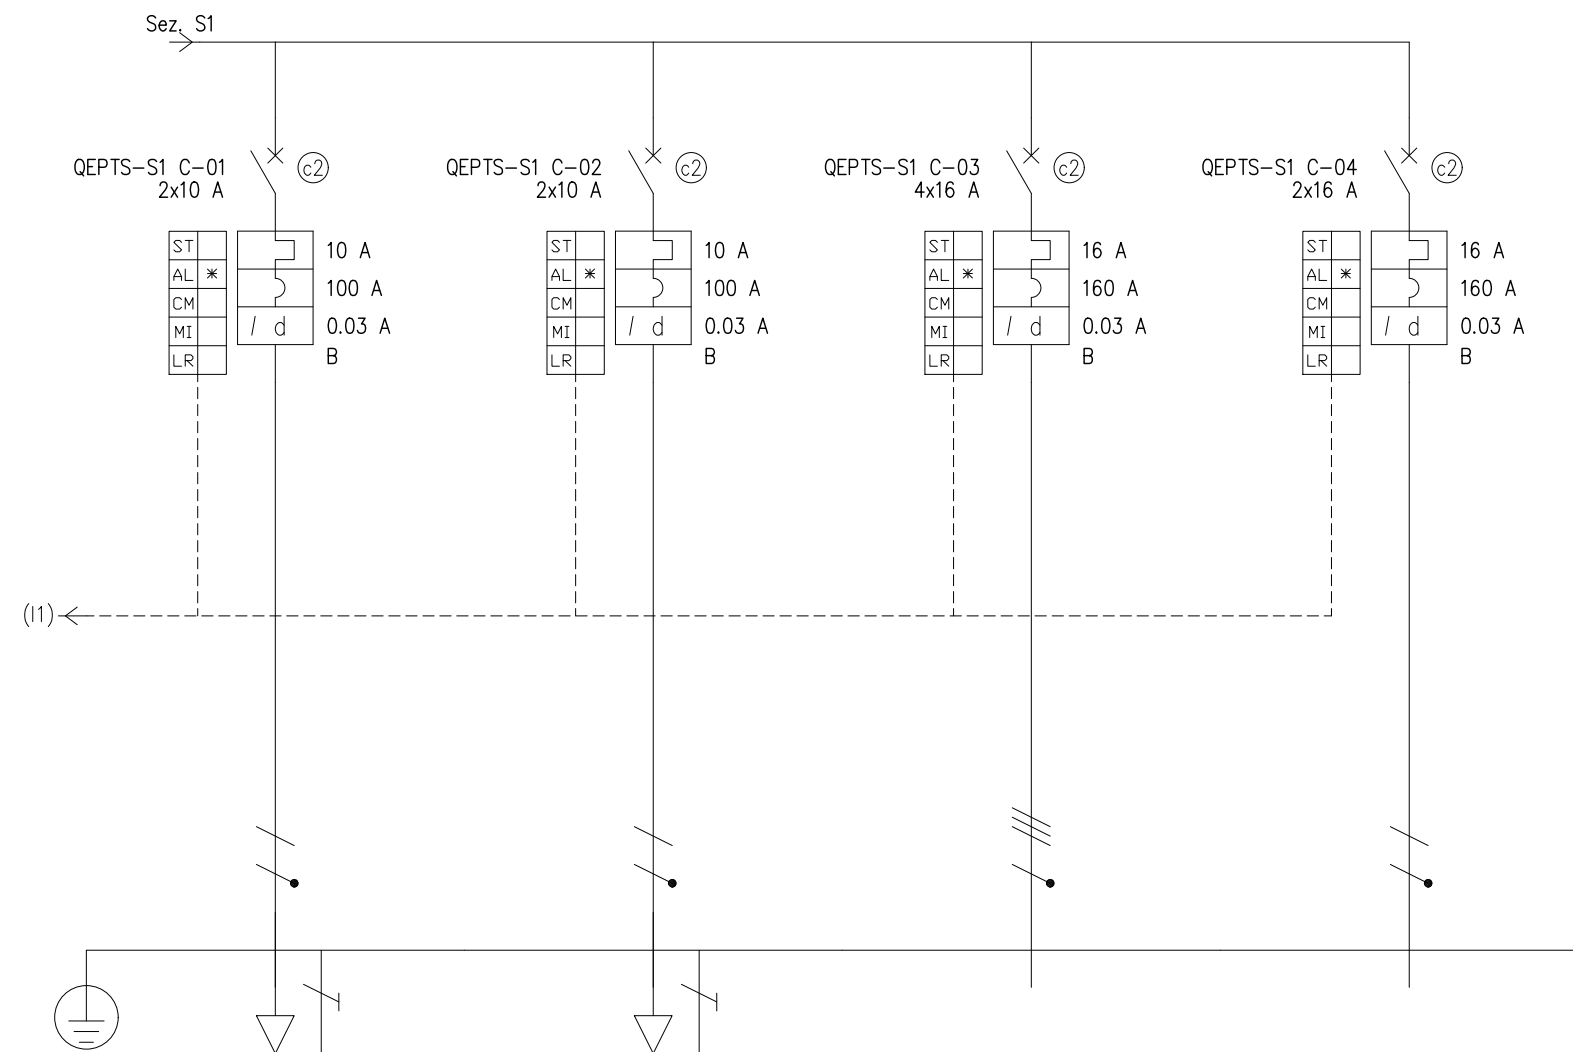 Sez. S1
QEPTS-S1 C-01
2x10 A
c2
ST
AL *
CM
MI
LR
10 A
100 A
I d
0.03 A
B
QEPTS-S1 C-02
2x10 A
c2
ST
AL *
CM
MI
LR
10 A
100 A
I d
0.03 A
B
QEPTS-S1 C-03
4x16 A
c2
ST
AL *
CM
MI
LR
16 A
160 A
I d
0.03 A
B
QEPTS-S1 C-04
2x16 A
c2
ST
AL *
CM
MI
LR
16 A
160 A
I d
0.03 A
B
(I1)